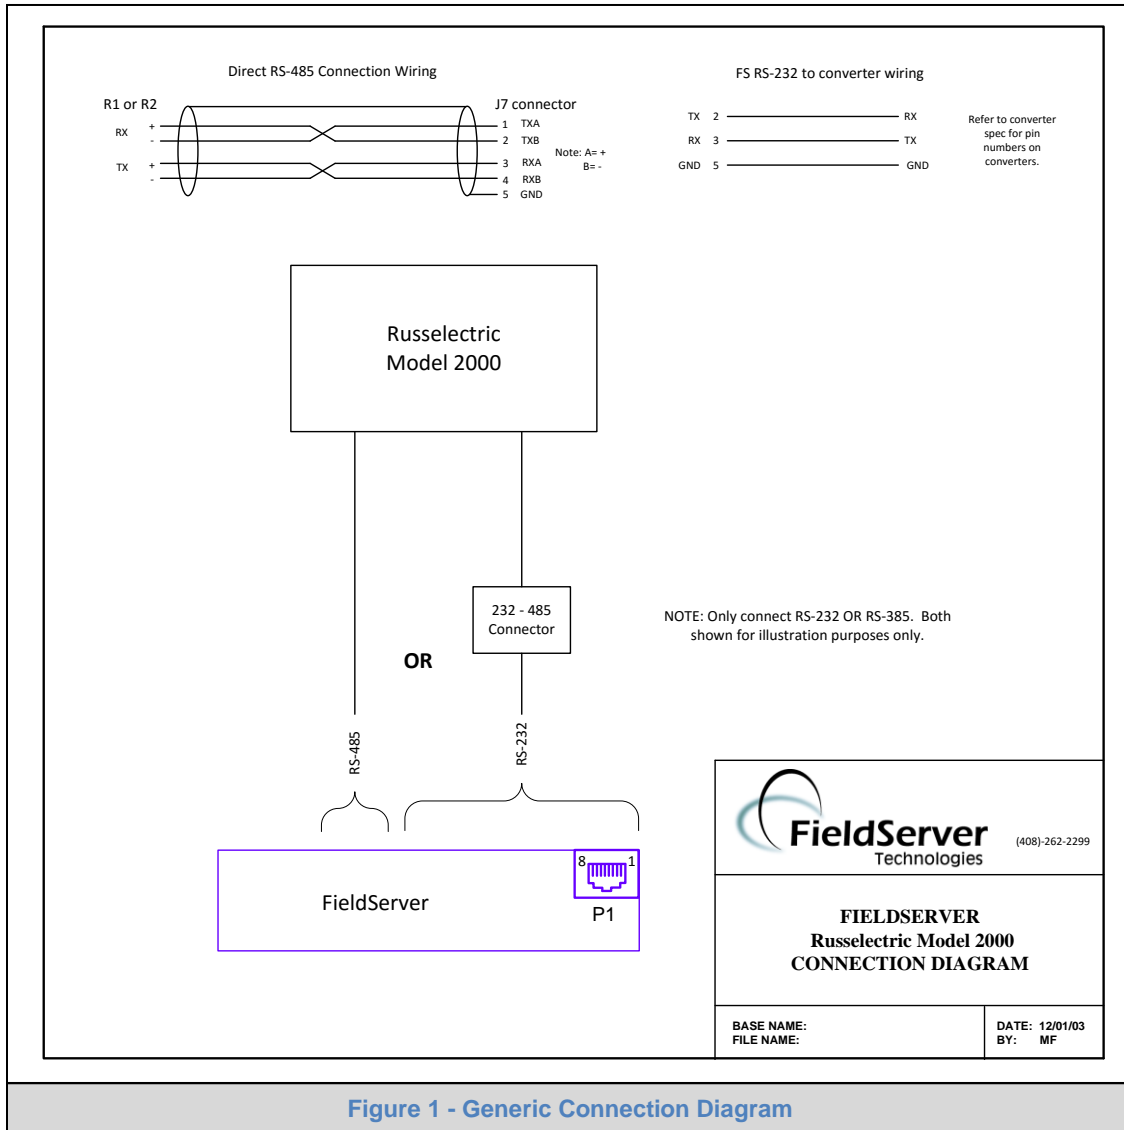 Direct RS-485 Connection Wiring
FS RS-232 to converter wiring
R1 or R2
J7 connector
RX + 1 TXA
- 2 TXB
Note: A= +
B= -
TX + 3 RXA
- 4 RXB
5 GND
TX 2 RX
RX 3 TX
GND 5 GND
Refer to converter
spec for pin
numbers on
converters.
Russelectric
Model 2000
232 - 485
Connector
NOTE: Only connect RS-232 OR RS-385. Both
shown for illustration purposes only.
OR
RS-485
RS-232
8 1
P1
FieldServer
FieldServer
Technologies
(408)-262-2299
FIELDSERVER
Russelectric Model 2000
CONNECTION DIAGRAM
BASE NAME:
FILE NAME:
DATE: 12/01/03
BY: MF
Figure 1 - Generic Connection Diagram